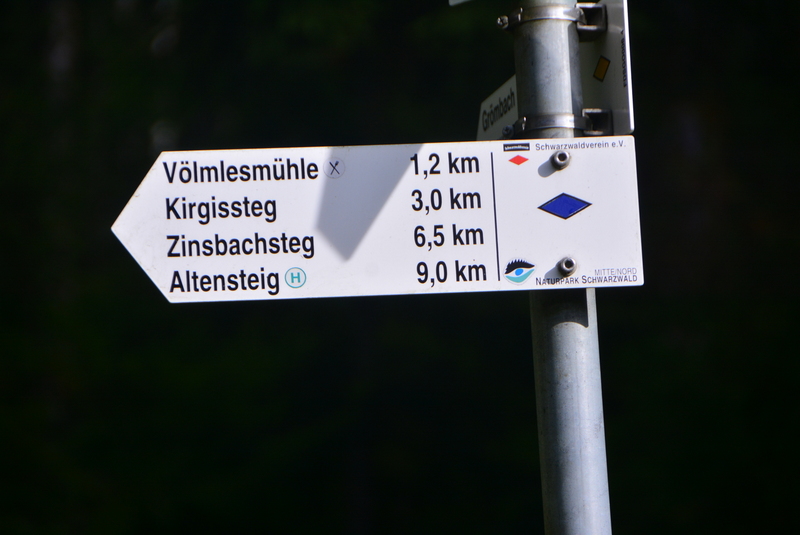 Grömbach
Völmlesmühle 1,2 km
Kirgissteg 3,0 km
Zinsbachsteg 6,5 km
Altensteig H 9,0 km
Schwarzwaldverein e.V.
MITTE/NORD
NATURPARK SCHWARZWALD